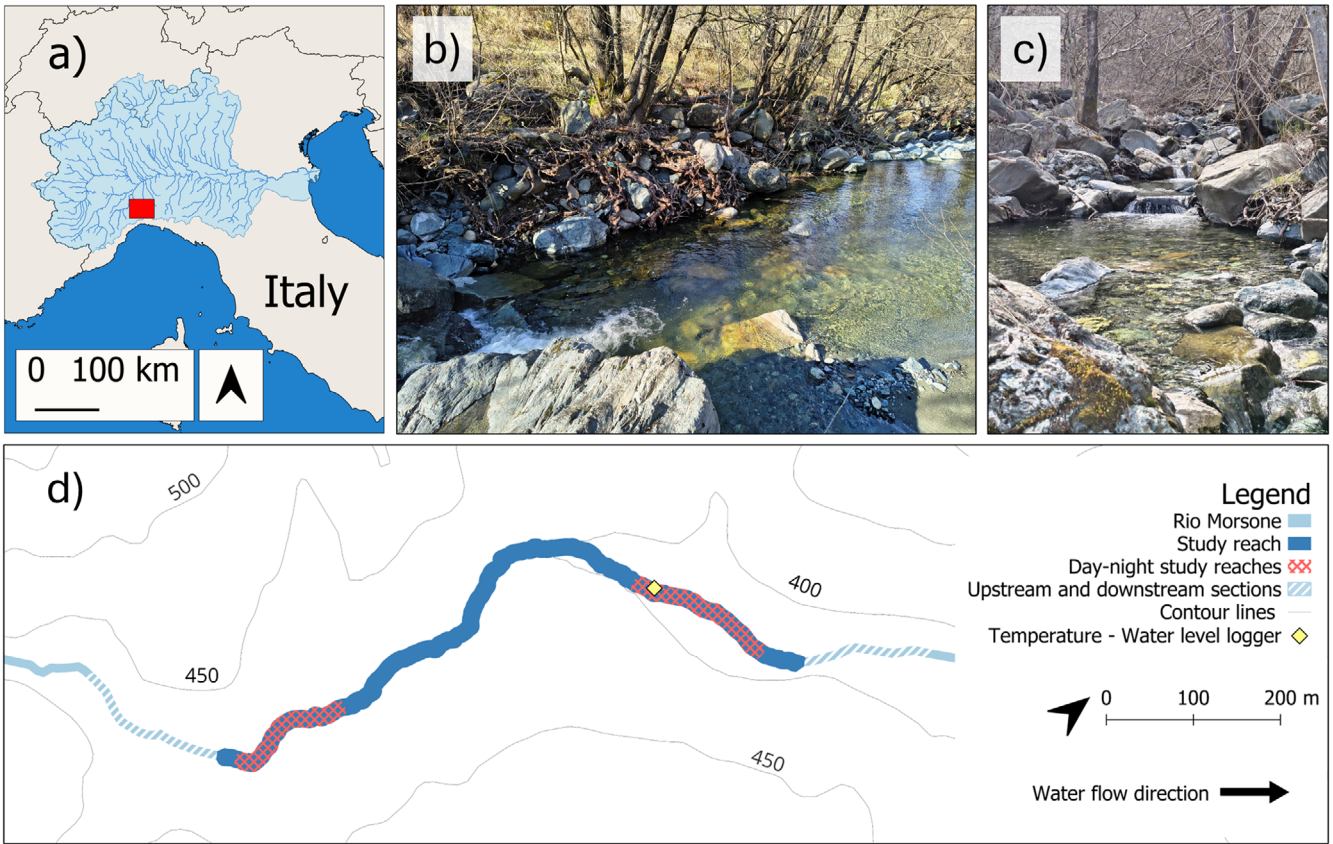 a)
Italy
0 100 km
b)
c)
d)
500
450
400
450
Legend
Rio Morsone
Study reach
Day-night study reaches
Upstream and downstream sections
Contour lines
Temperature - Water level logger
0 100 200 m
Water flow direction